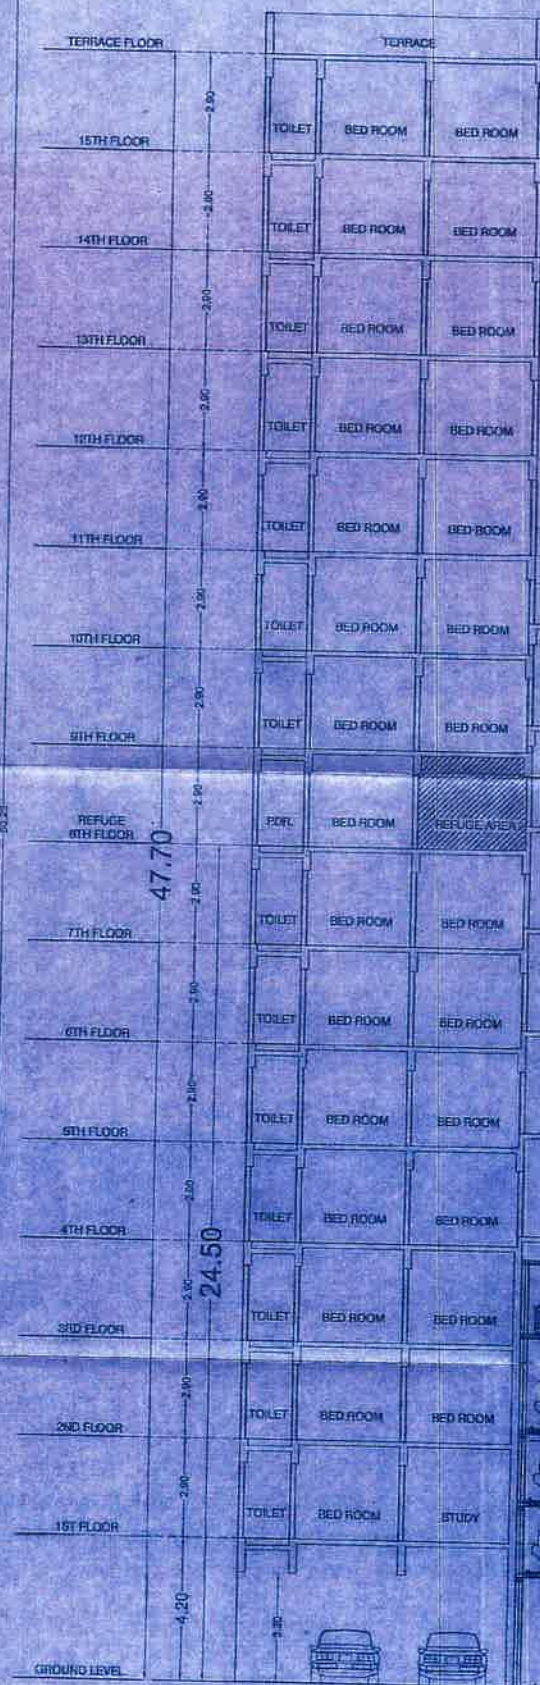 TERRACE FLOOR TERRACE
2.90
15TH FLOOR TOILET BED ROOM BED ROOM
2.90
14TH FLOOR TOILET BED ROOM BED ROOM
2.90
13TH FLOOR TOILET BED ROOM BED ROOM
2.90
12TH FLOOR TOILET BED ROOM BED ROOM
2.90
11TH FLOOR TOILET BED ROOM BED ROOM
2.90
10TH FLOOR TOILET BED ROOM BED ROOM
2.90
9TH FLOOR TOILET BED ROOM BED ROOM
2.90
REFUGE
8TH FLOOR PDR. BED ROOM REFUGE AREA
47.70
2.90
7TH FLOOR TOILET BED ROOM BED ROOM
2.90
6TH FLOOR TOILET BED ROOM BED ROOM
2.90
5TH FLOOR TOILET BED ROOM BED ROOM
2.90
4TH FLOOR TOILET BED ROOM BED ROOM
24.50
2.90
3RD FLOOR TOILET BED ROOM BED ROOM
2.90
2ND FLOOR TOILET BED ROOM BED ROOM
2.90
1ST FLOOR TOILET BED ROOM STUDY
4.20
GROUND LEVEL